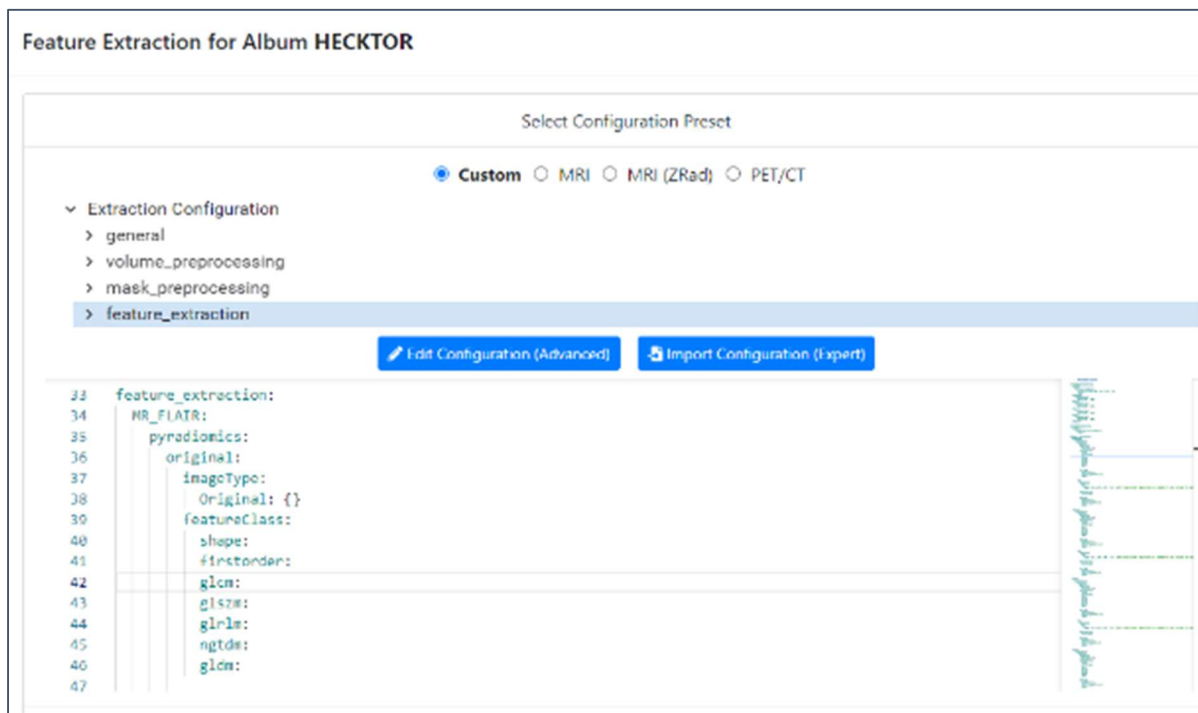 Feature Extraction for Album HECKTOR
Select Configuration Preset
Custom MRI MRI (ZRad) PET/CT
Extraction Configuration
general
volume_preprocessing
mask_preprocessing
feature_extraction
Edit Configuration (Advanced) Import Configuration (Expert)
33 feature_extraction:
34 MR_FLAIR:
35 pyradiomics:
36 original:
37 imageType:
38 Original: {}
39 featureClass:
40 shape:
41 firstorder:
42 glcm:
43 glszm:
44 glrlm:
45 ngtdm:
46 gldm:
47